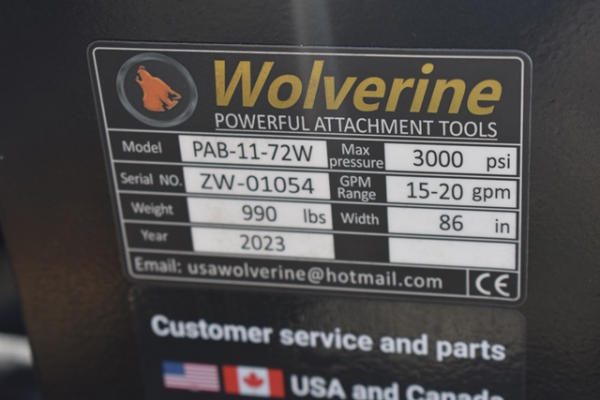 Wolverine
POWERFUL ATTACHMENT TOOLS
Model PAB-11-72W Max pressure 3000 psi
Serial NO. ZW-01054 GPM Range 15-20 gpm
Weight 990 lbs Width 86 in
Year 2023
Email: usawolverine@hotmail.com CE
Customer service and parts
USA and Canada